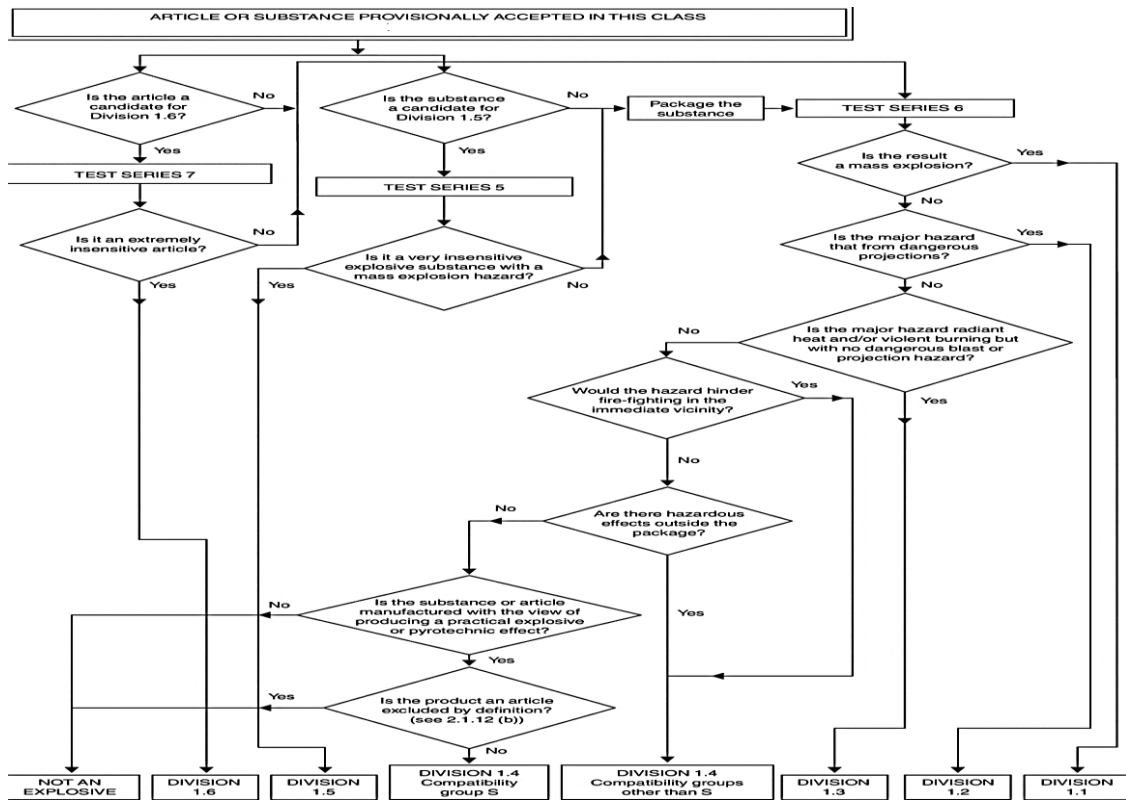 ARTICLE OR SUBSTANCE PROVISIONALLY ACCEPTED IN THIS CLASS
Is the article a
candidate for
Division 1.6?
No
Yes
TEST SERIES 7
Is it an extremely
insensitive article?
No
Yes
Is the substance
a candidate for
Division 1.5?
No
Yes
TEST SERIES 5
Is it a very insensitive
explosive substance with a
mass explosion hazard?
Yes
No
Package the
substance
TEST SERIES 6
Is the result
a mass explosion?
Yes
No
Is the major hazard
that from dangerous
projections?
Yes
No
Is the major hazard radiant
heat and/or violent burning but
with no dangerous blast or
projection hazard?
No
Yes
Would the hazard hinder
fire-fighting in the
immediate vicinity?
Yes
No
Are there hazardous
effects outside the
package?
No
Yes
Is the substance or article
manufactured with the view of
producing a practical explosive
or pyrotechnic effect?
No
Yes
Is the product an article
excluded by definition?
(see 2.1.12 (b))
Yes
No
NOT AN
EXPLOSIVE
DIVISION
1.6
DIVISION
1.5
DIVISION 1.4
Compatibility
group S
DIVISION 1.4
Compatibility groups
other than S
DIVISION
1.3
DIVISION
1.2
DIVISION
1.1